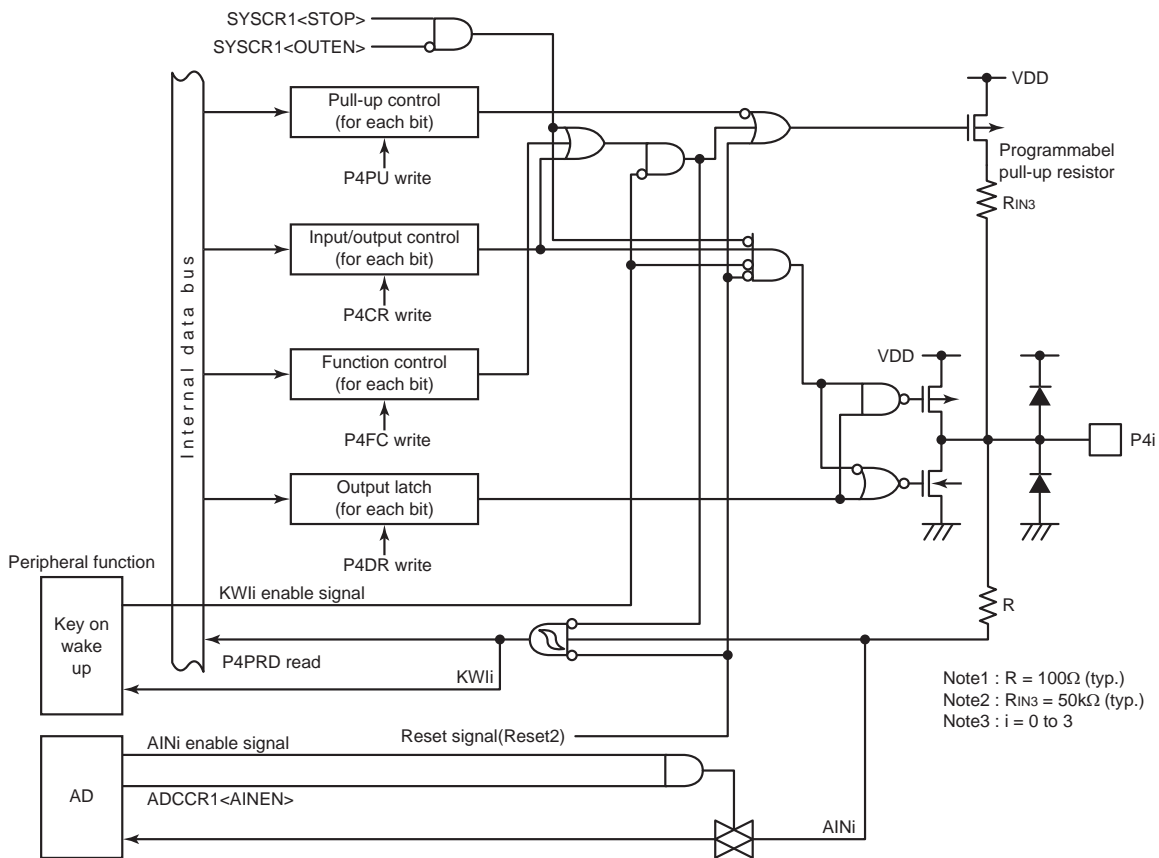 SYSCR1<STOP>
SYSCR1<OUTEN>
VDD
Pull-up control
(for each bit)
P4PU write
Programmabel
pull-up resistor
RIN3
Input/output control
(for each bit)
P4CR write
Internal data bus
Function control
(for each bit)
P4FC write
VDD
P4i
Output latch
(for each bit)
P4DR write
Peripheral function
KWIi enable signal
Key on
wake
up
R
P4PRD read
KWIi
Note1 : R = 100Ω (typ.)
Note2 : RIN3 = 50kΩ (typ.)
Note3 : i = 0 to 3
Reset signal(Reset2)
AINi enable signal
AD
ADCCR1<AINEN>
AINi